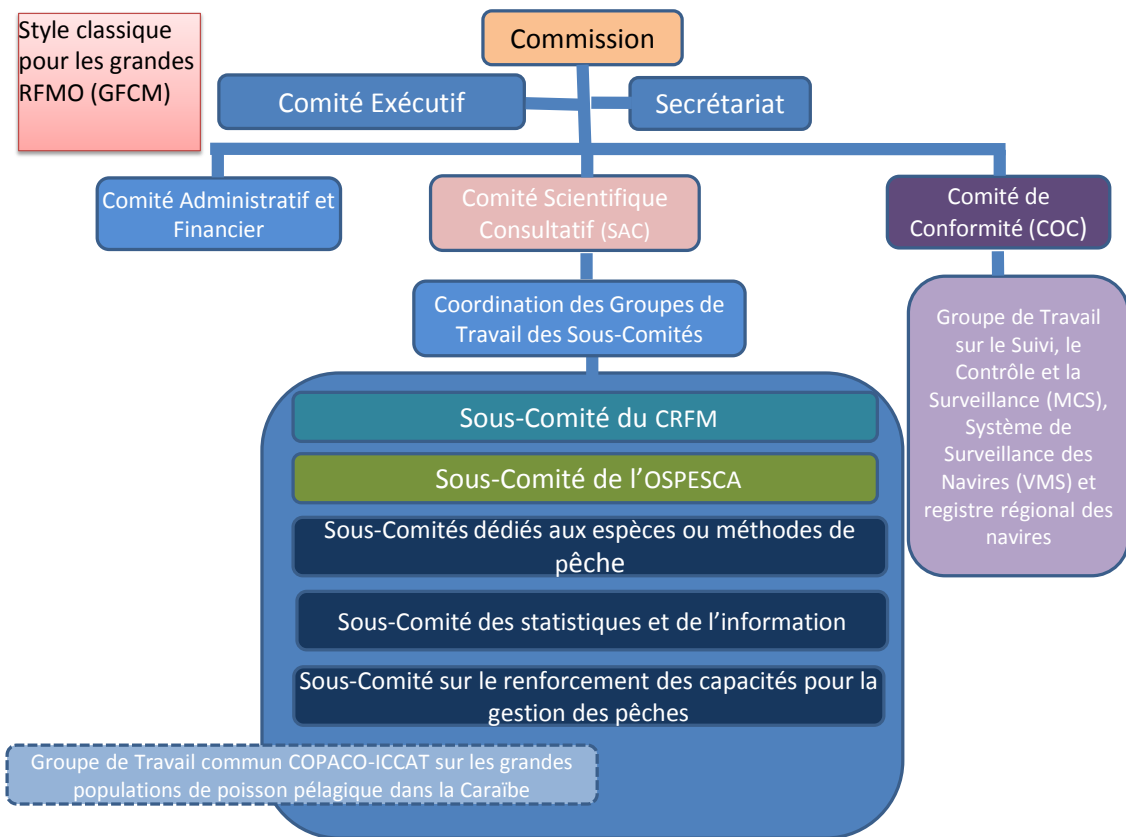 Style classique
pour les grandes
RFMO (GFCM)
Commission
Comité Exécutif
Secrétariat
Comité Administratif et
Financier
Comité Scientifique
Consultatif (SAC)
Comité de
Conformité (COC)
Coordination des Groupes de
Travail des Sous-Comités
Groupe de Travail
sur le Suivi, le
Contrôle et la
Surveillance (MCS),
Système de
Surveillance des
Navires (VMS) et
registre régional des
navires
Sous-Comité du CRFM
Sous-Comité de l’OSPESCA
Sous-Comités dédiés aux espèces ou méthodes de
pêche
Sous-Comité des statistiques et de l’information
Sous-Comité sur le renforcement des capacités pour la
gestion des pêches
Groupe de Travail commun COPACO-ICCAT sur les grandes
populations de poisson pélagique dans la Caraïbe